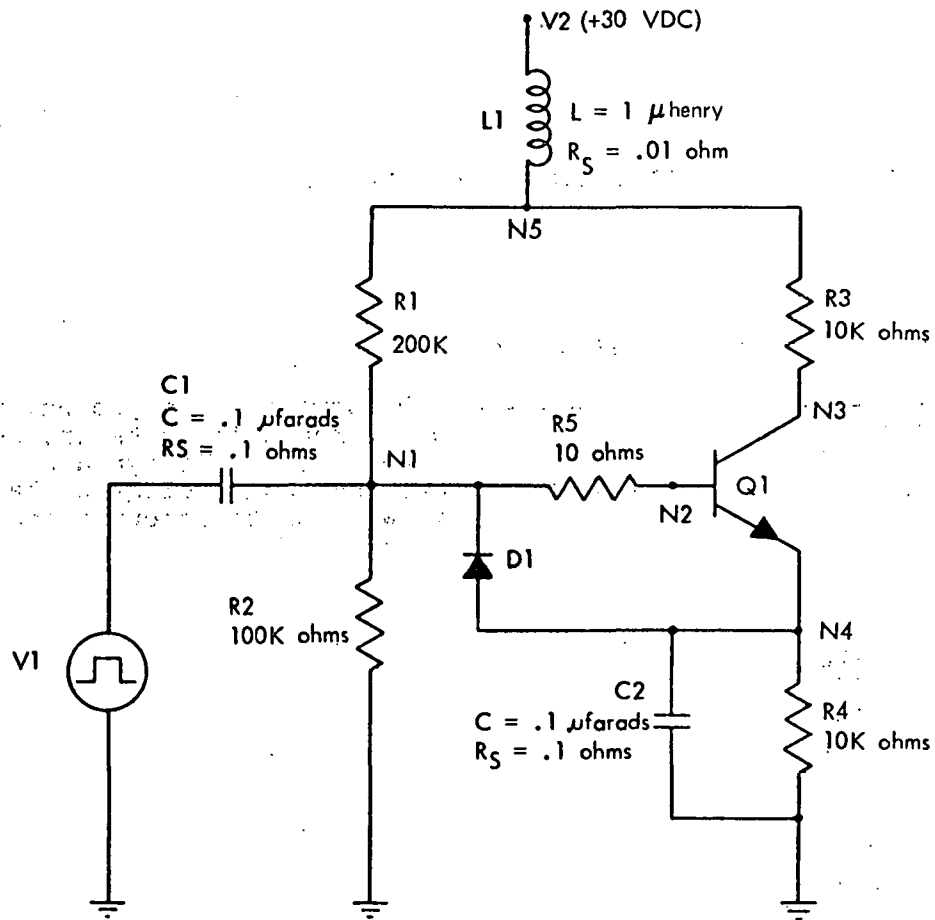 V2 (+30 VDC)
L1
L = 1 μhenry
RS = .01 ohm
N5
R1
200K
R3
10K ohms
C1
C = .1 μfarads
RS = .1 ohms
N1
R5
10 ohms
N3
N2
Q1
D1
R2
100K ohms
N4
V1
C2
C = .1 μfarads
RS = .1 ohms
R4
10K ohms